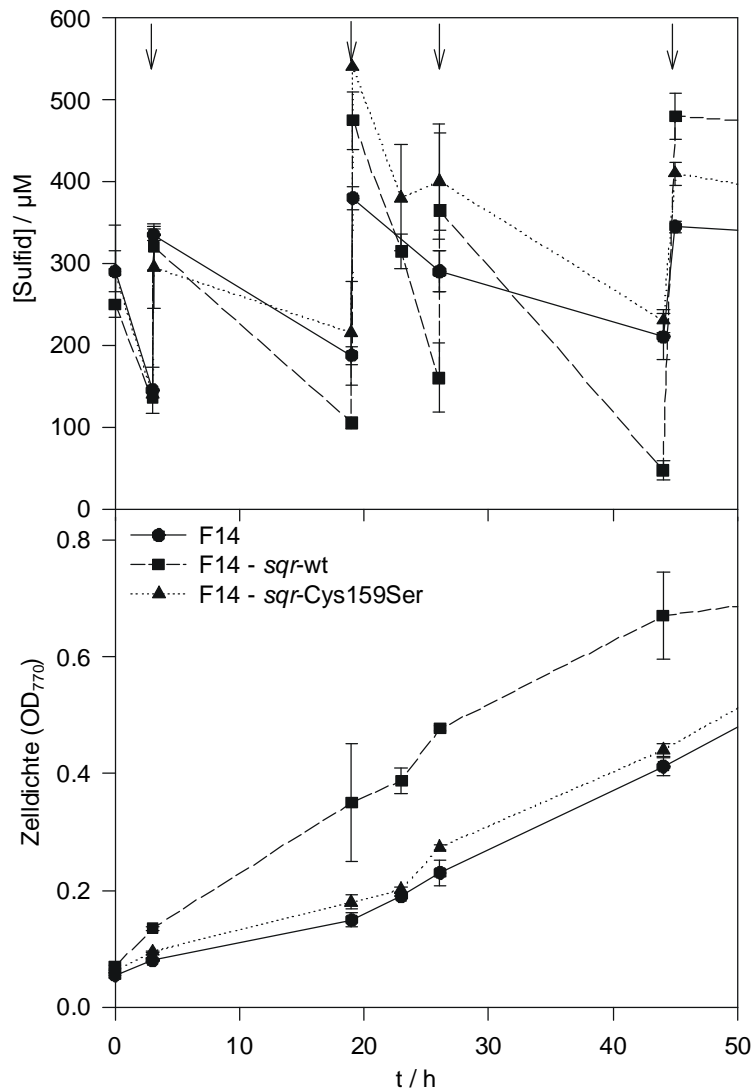 600
500
400
300
200
100
0
[Sulfid] / µM
F14
F14 - sqr-wt
F14 - sqr-Cys159Ser
0.8
0.6
0.4
0.2
0.0
Zelldichte (OD770)
0 10 20 30 40 50
t / h